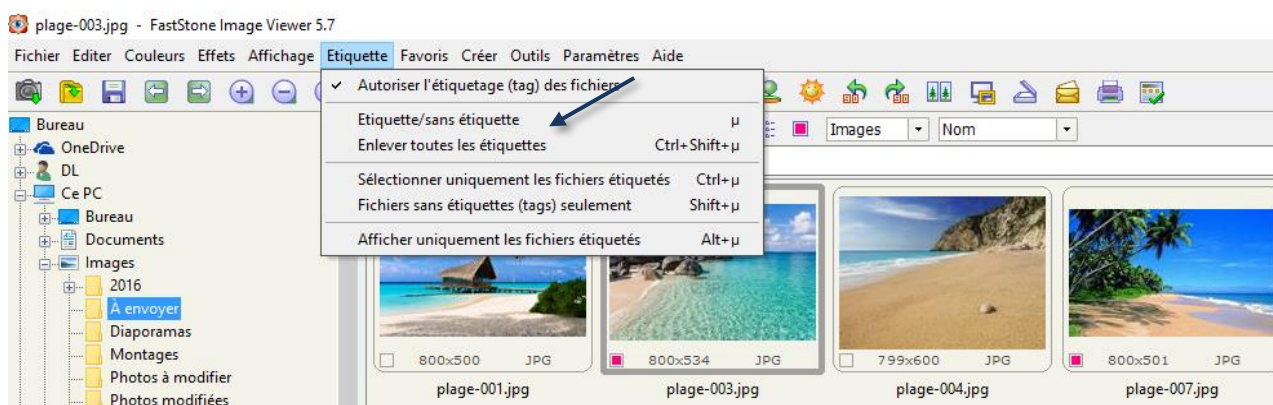 plage-003.jpg - FastStone Image Viewer 5.7
Fichier Editer Couleurs Effets Affichage Etiquette Favoris Créer Outils Paramètres Aide
✓ Autoriser l'étiquetage (tag) des fichiers
Etiquette/sans étiquette µ
Enlever toutes les étiquettes Ctrl+Shift+µ
Sélectionner uniquement les fichiers étiquetés Ctrl+µ
Fichiers sans étiquettes (tags) seulement Shift+µ
Afficher uniquement les fichiers étiquetés Alt+µ
Images Nom
Bureau
OneDrive
DL
Ce PC
Bureau
Documents
Images
2016
À envoyer
Diaporamas
Montages
Photos à modifier
Photos modifiées
800x500 JPG 800x534 JPG 799x600 JPG 800x501 JPG
plage-001.jpg plage-003.jpg plage-004.jpg plage-007.jpg